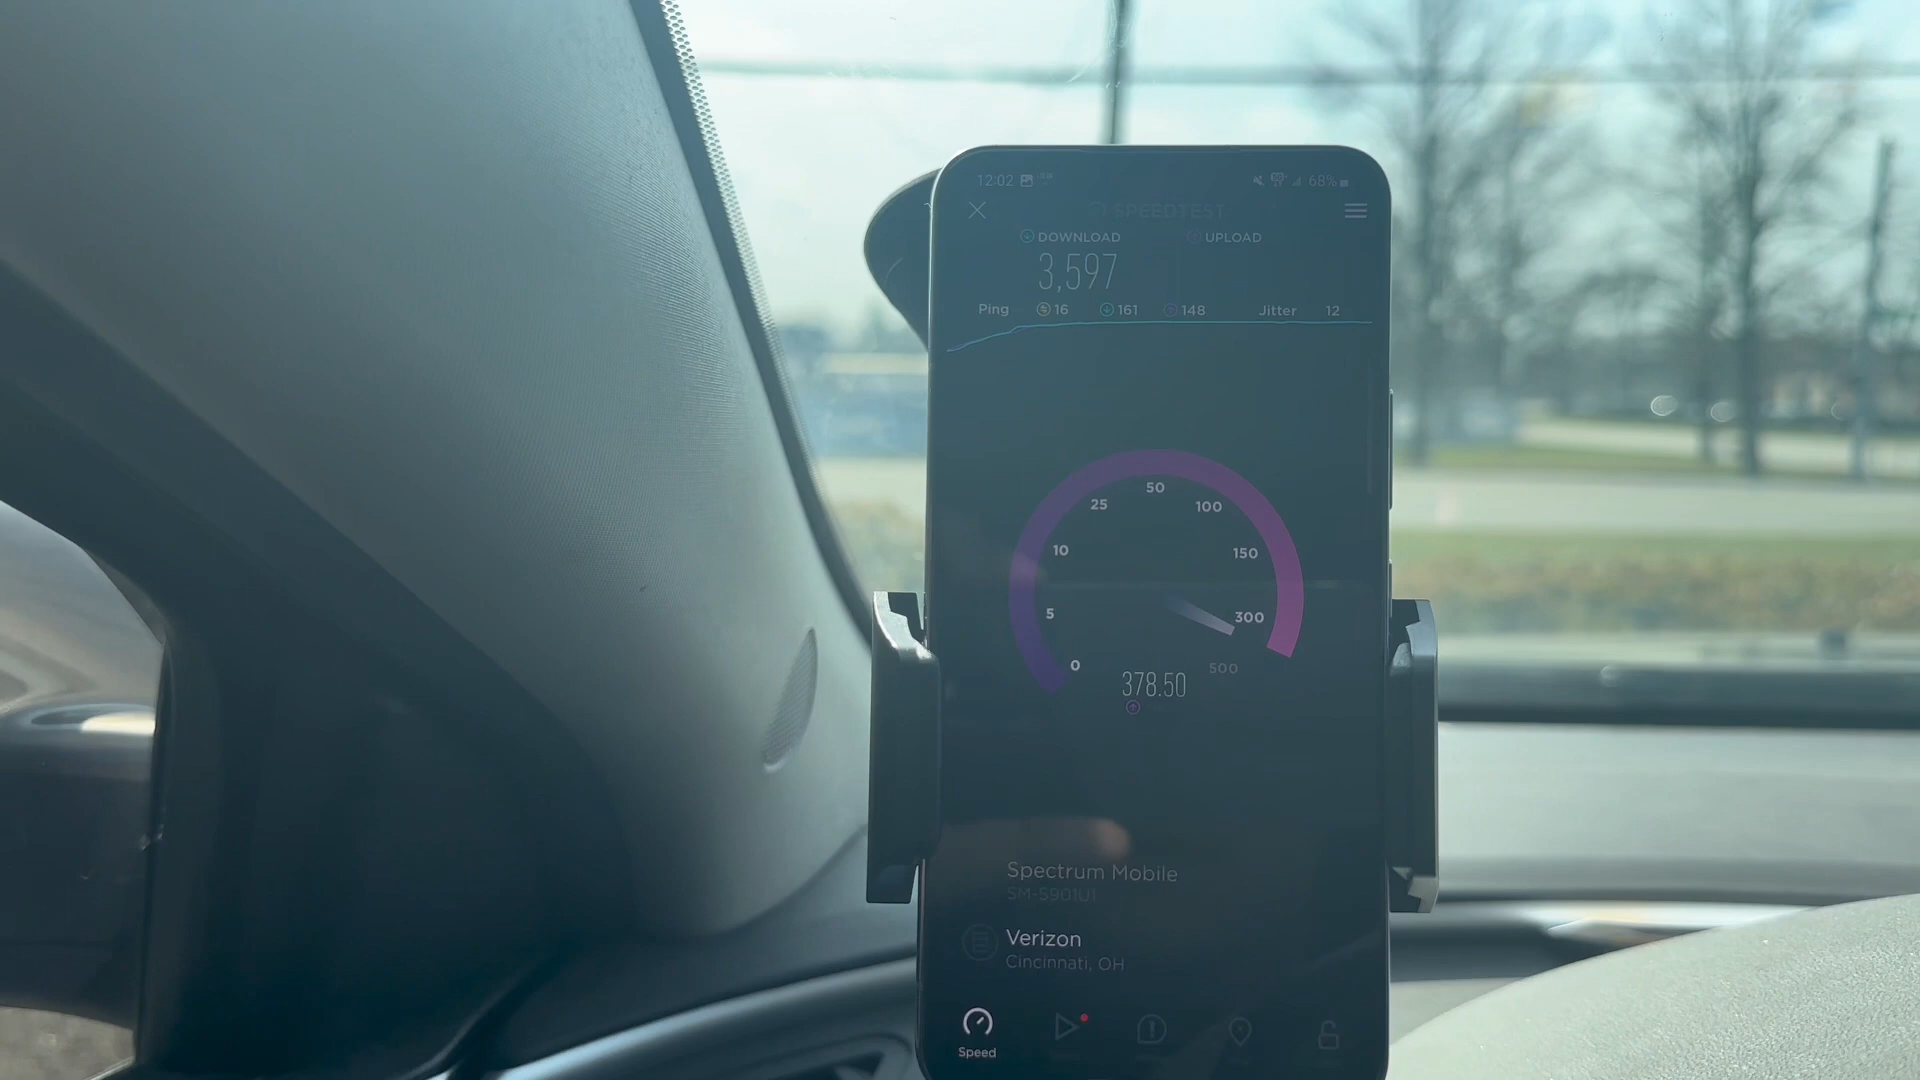 12:02
68%
SPEEDTEST
DOWNLOAD UPLOAD
3,597
Ping 16 161 148 Jitter 12
50
25 100
10 150
5 300
0 500
378.50
Spectrum Mobile
SM-S901U1
Verizon
Cincinnati, OH
Speed